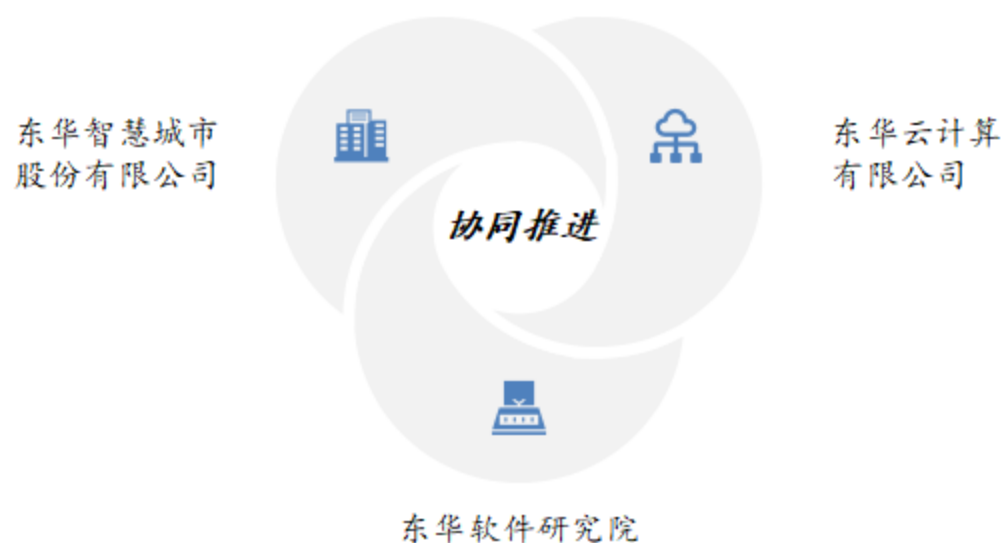 东华智慧城市
股份有限公司
东华云计算
有限公司
协同推进
东华软件研究院